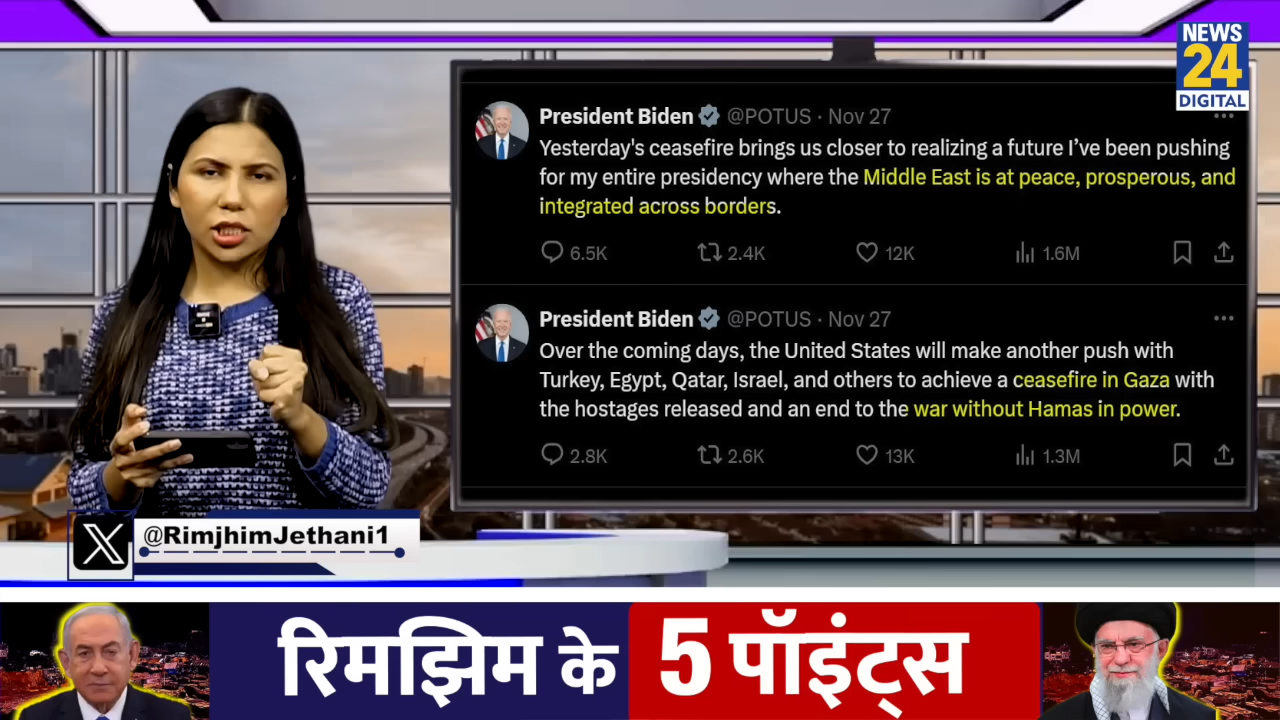 NEWS
24
DIGITAL
President Biden @POTUS · Nov 27
Yesterday's ceasefire brings us closer to realizing a future I've been pushing
for my entire presidency where the Middle East is at peace, prosperous, and
integrated across borders.
6.5K 2.4K 12K 1.6M
President Biden @POTUS · Nov 27
Over the coming days, the United States will make another push with
Turkey, Egypt, Qatar, Israel, and others to achieve a ceasefire in Gaza with
the hostages released and an end to the war without Hamas in power.
2.8K 2.6K 13K 1.3M
@RimjhimJethani1
रिमझिम के 5 पॉइंट्स